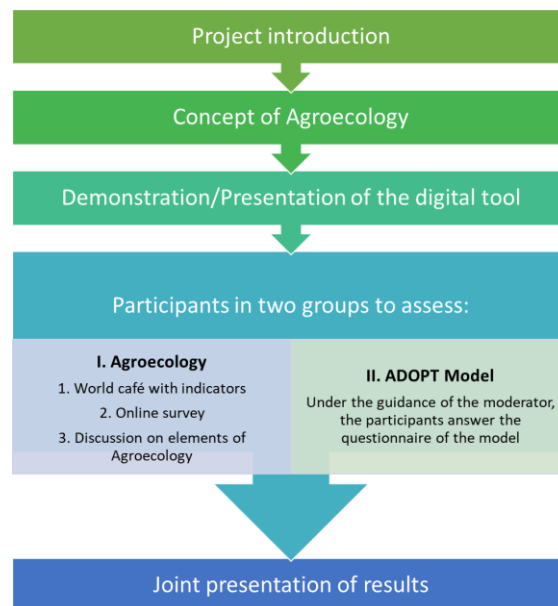 Project introduction
Concept of Agroecology
Demonstration/Presentation of the digital tool
Participants in two groups to assess:
I. Agroecology
1. World café with indicators
2. Online survey
3. Discussion on elements of
Agroecology
II. ADOPT Model
Under the guidance of the moderator,
the participants answer the
questionnaire of the model
Joint presentation of results